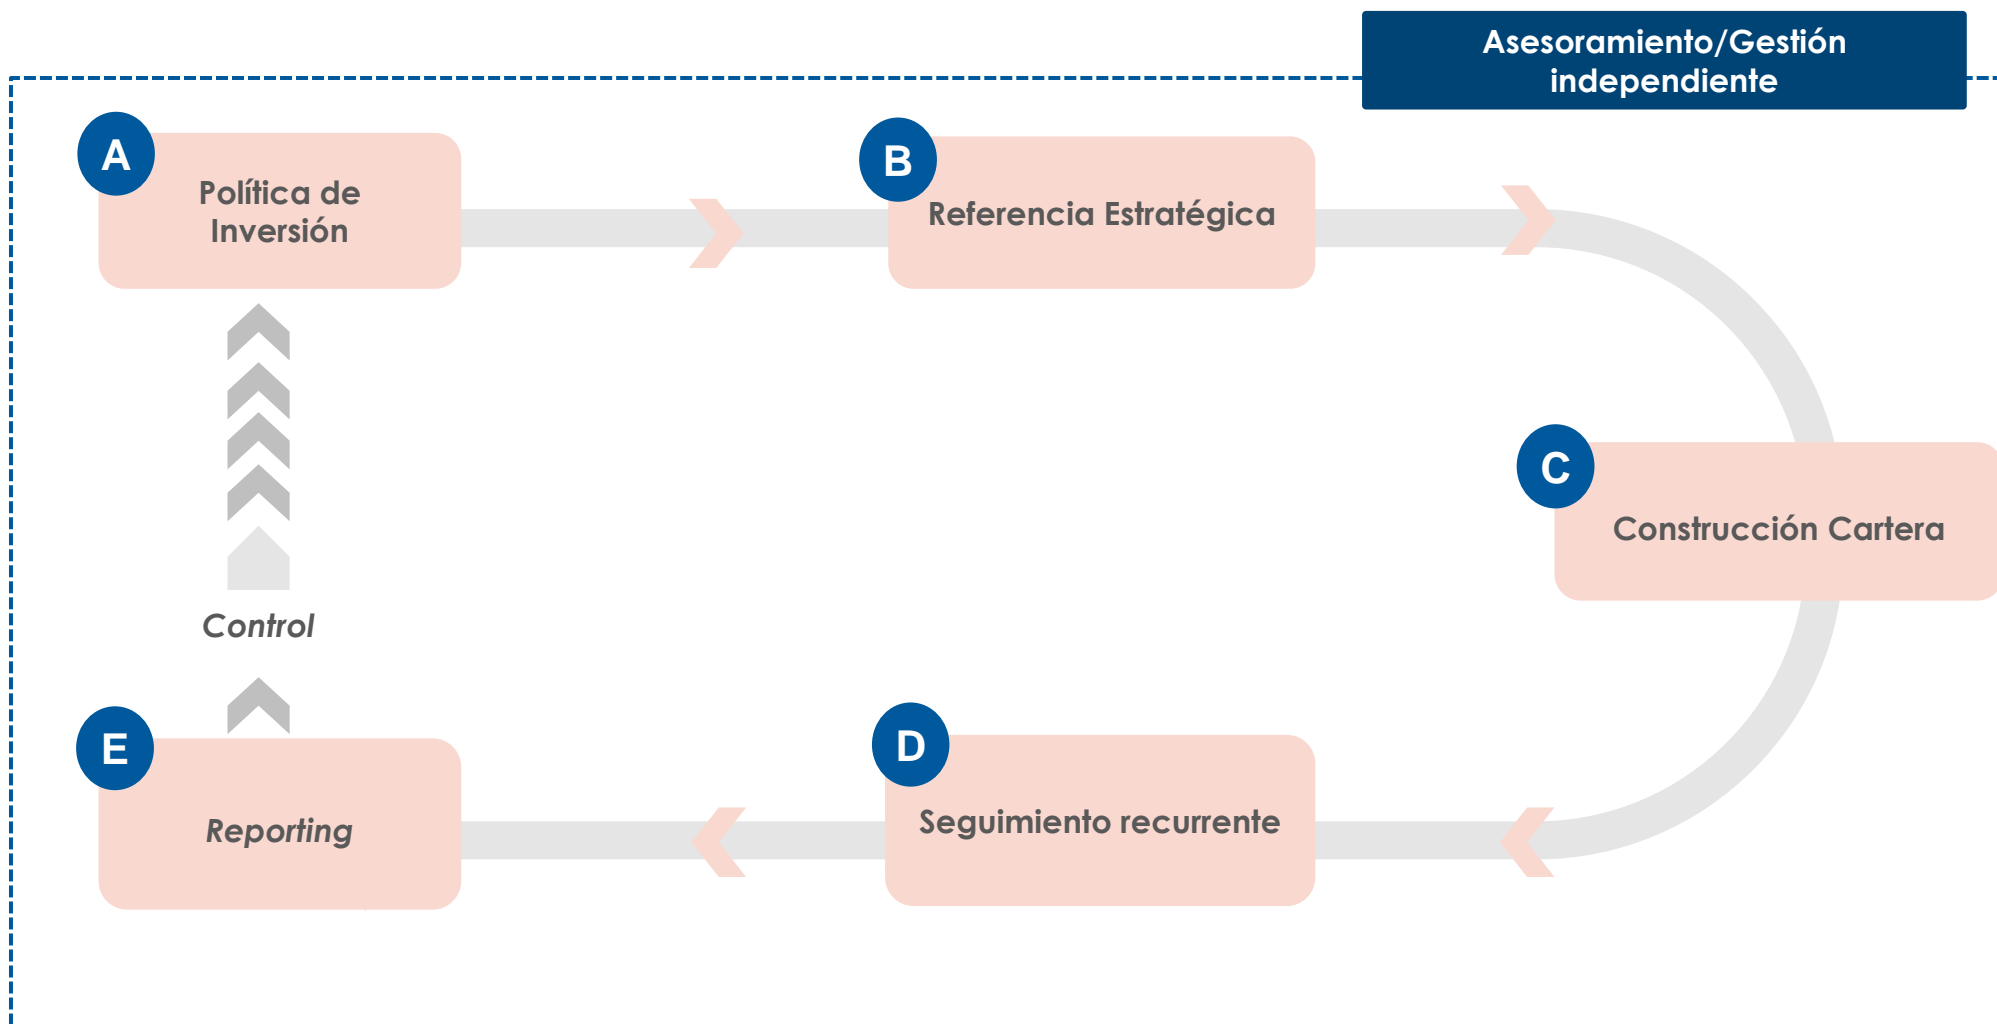 Asesoramiento/Gestión
independiente
A
Política de
Inversión
B
Referencia Estratégica
C
Construcción Cartera
Control
D
Seguimiento recurrente
E
Reporting